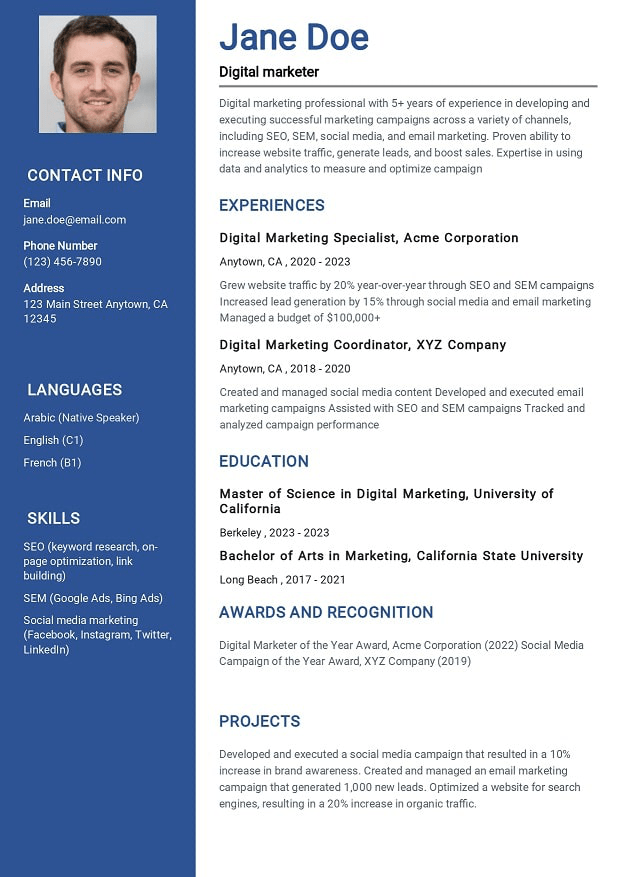 CONTACT INFO
Email
jane.doe@email.com
Phone Number
(123) 456-7890
Address
123 Main Street Anytown, CA
12345
LANGUAGES
Arabic (Native Speaker)
English (C1)
French (B1)
SKILLS
SEO (keyword research, on-
page optimization, link
building)
SEM (Google Ads, Bing Ads)
Social media marketing
(Facebook, Instagram, Twitter,
LinkedIn)
Jane Doe
Digital marketer
Digital marketing professional with 5+ years of experience in developing and
executing successful marketing campaigns across a variety of channels,
including SEO, SEM, social media, and email marketing. Proven ability to
increase website traffic, generate leads, and boost sales. Expertise in using
data and analytics to measure and optimize campaign
EXPERIENCES
Digital Marketing Specialist, Acme Corporation
Anytown, CA , 2020 - 2023
Grew website traffic by 20% year-over-year through SEO and SEM campaigns
Increased lead generation by 15% through social media and email marketing
Managed a budget of $100,000+
Digital Marketing Coordinator, XYZ Company
Anytown, CA , 2018 - 2020
Created and managed social media content Developed and executed email
marketing campaigns Assisted with SEO and SEM campaigns Tracked and
analyzed campaign performance
EDUCATION
Master of Science in Digital Marketing, University of
California
Berkeley , 2023 - 2023
Bachelor of Arts in Marketing, California State University
Long Beach , 2017 - 2021
AWARDS AND RECOGNITION
Digital Marketer of the Year Award, Acme Corporation (2022) Social Media
Campaign of the Year Award, XYZ Company (2019)
PROJECTS
Developed and executed a social media campaign that resulted in a 10%
increase in brand awareness. Created and managed an email marketing
campaign that generated 1,000 new leads. Optimized a website for search
engines, resulting in a 20% increase in organic traffic.